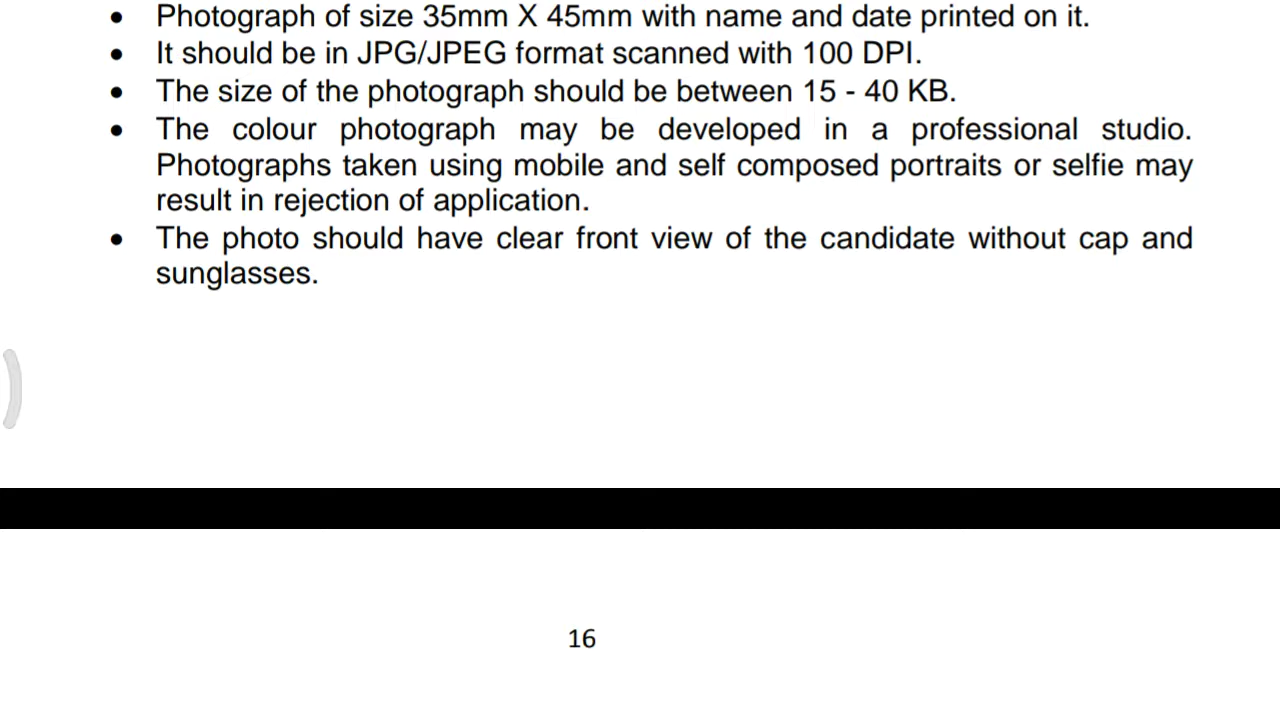 • Photograph of size 35mm X 45mm with name and date printed on it.
• It should be in JPG/JPEG format scanned with 100 DPI.
• The size of the photograph should be between 15 - 40 KB.
• The colour photograph may be developed in a professional studio.
Photographs taken using mobile and self composed portraits or selfie may
result in rejection of application.
• The photo should have clear front view of the candidate without cap and
sunglasses.
16